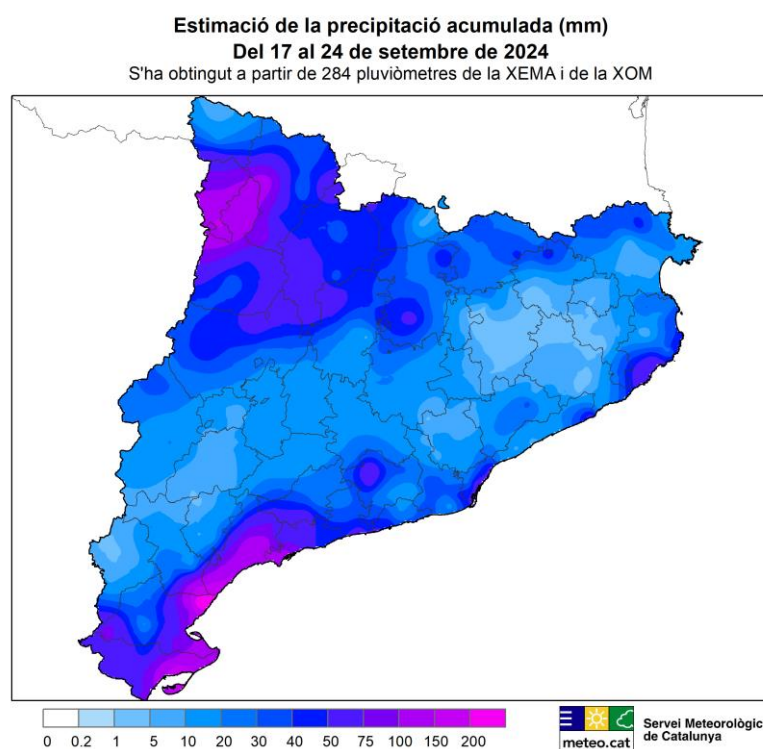 Estimació de la precipitació acumulada (mm)
Del 17 al 24 de setembre de 2024
S'ha obtingut a partir de 284 pluviòmetres de la XEMA i de la XOM
0 0.2 1 5 10 20 30 40 50 75 100 150 200
meteo.cat
Servei Meteorològic
de Catalunya